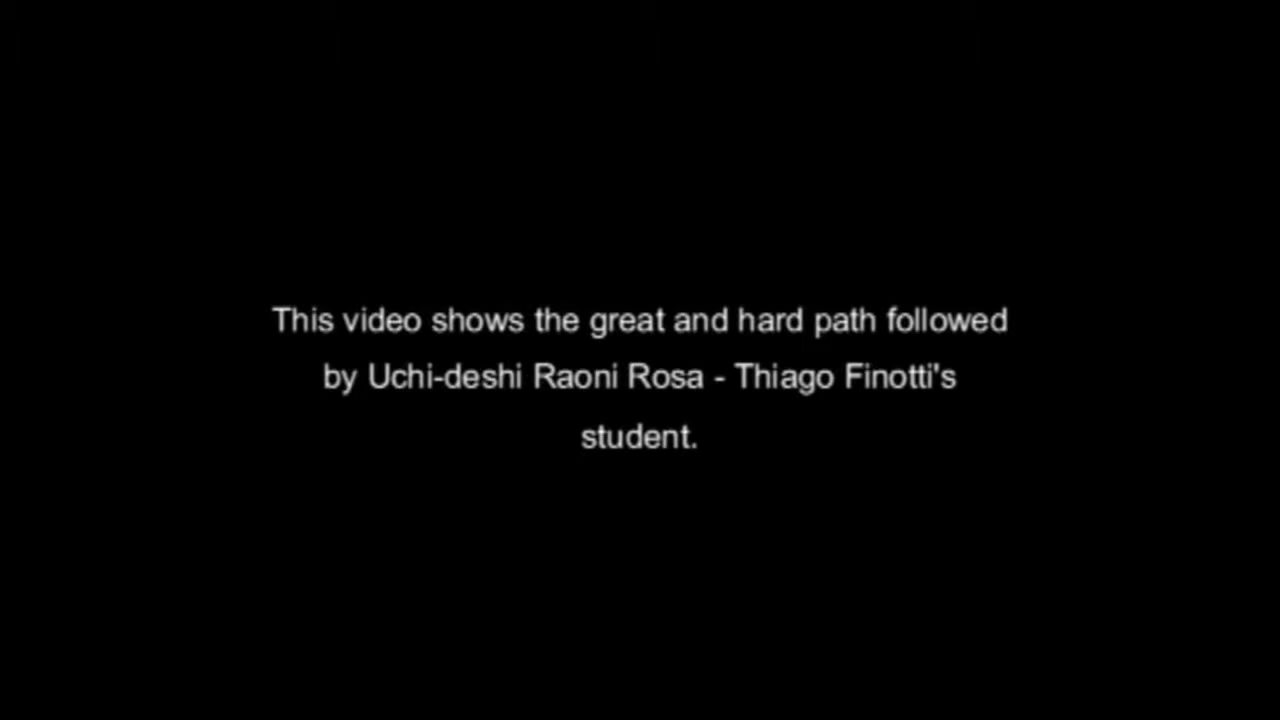 This video shows the great and hard path followed
by Uchi-deshi Raoni Rosa - Thiago Finotti's
student.